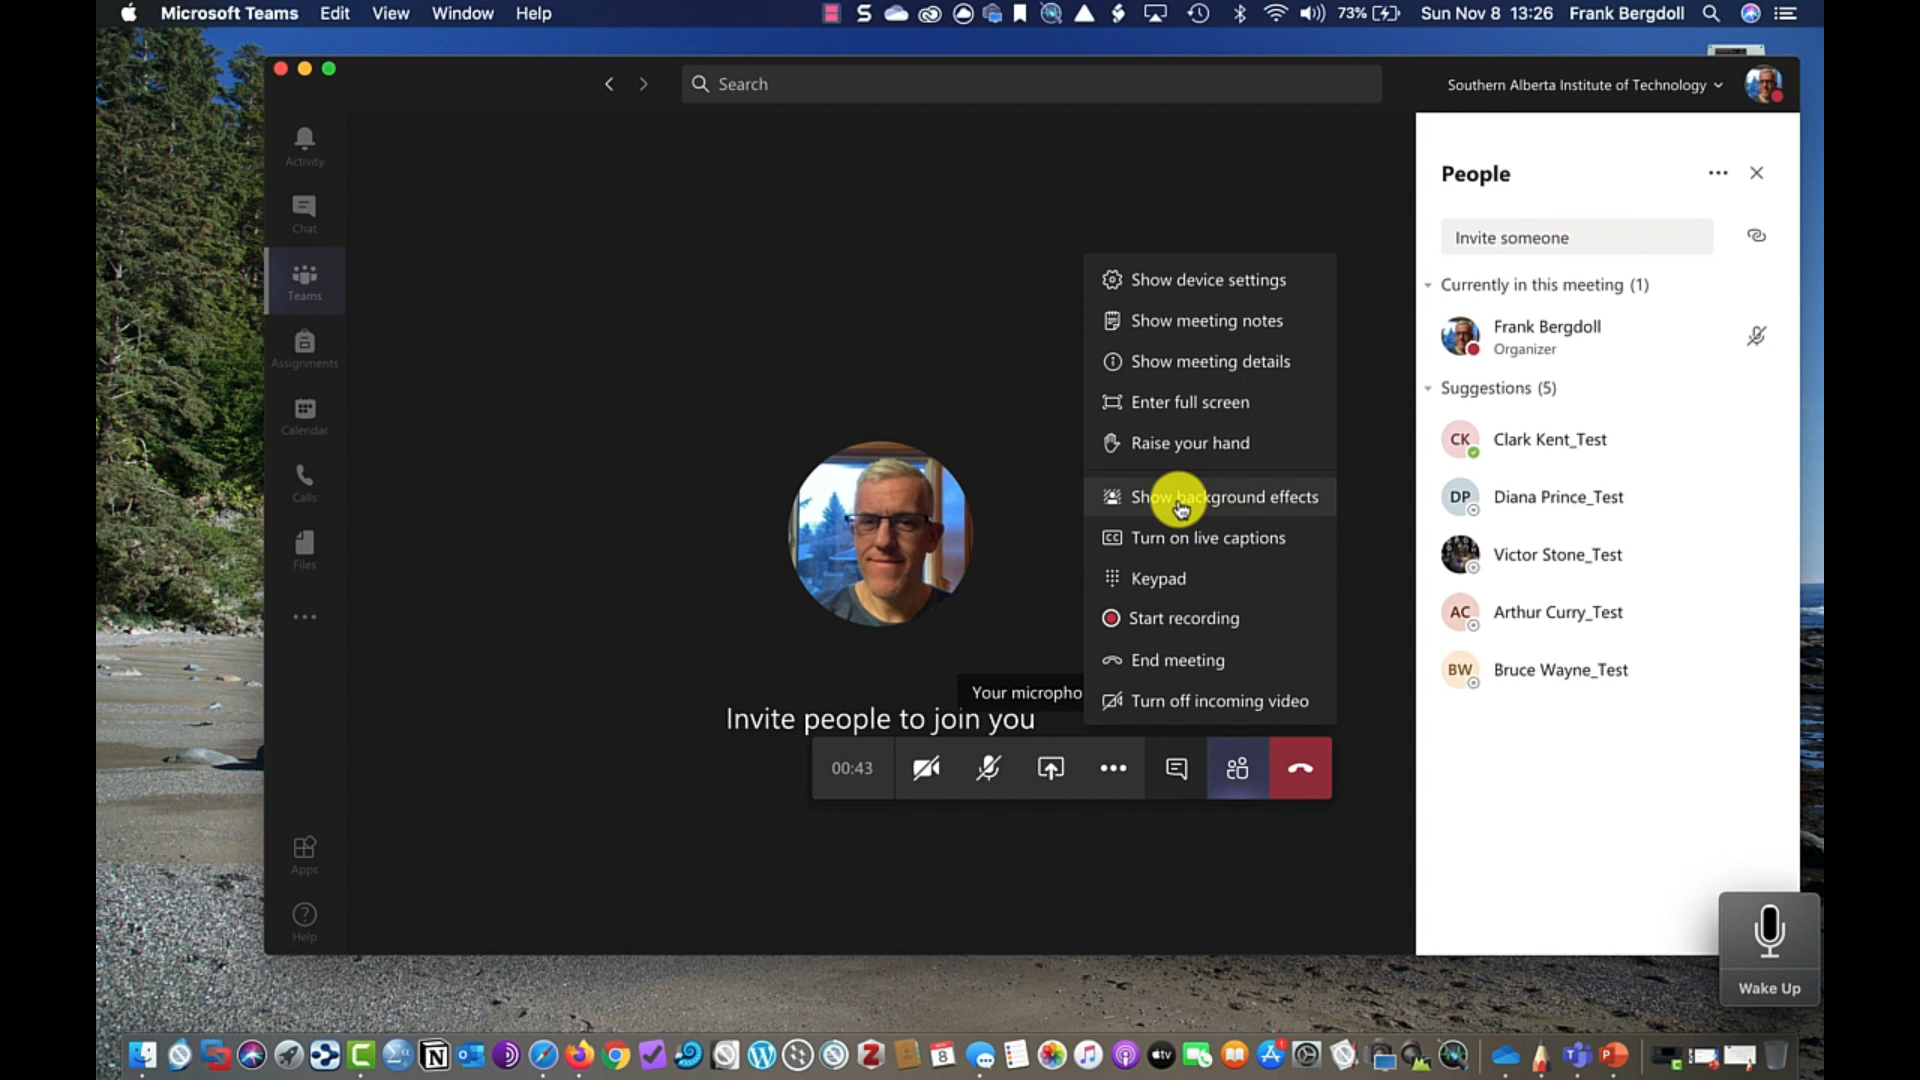 Microsoft Teams Edit View Window Help
73% Sun Nov 8 13:26 Frank Bergdoll
Search
Southern Alberta Institute of Technology
Activity
Chat
Teams
Assignments
Calendar
Calls
Files
Apps
Help
Invite people to join you
Your micropho
Show device settings
Show meeting notes
Show meeting details
Enter full screen
Raise your hand
Show background effects
CC Turn on live captions
Keypad
Start recording
End meeting
Turn off incoming video
00:43
People
Invite someone
Currently in this meeting (1)
Frank Bergdoll
Organizer
Suggestions (5)
CK Clark Kent_Test
DP Diana Prince_Test
Victor Stone_Test
AC Arthur Curry_Test
BW Bruce Wayne_Test
Wake Up